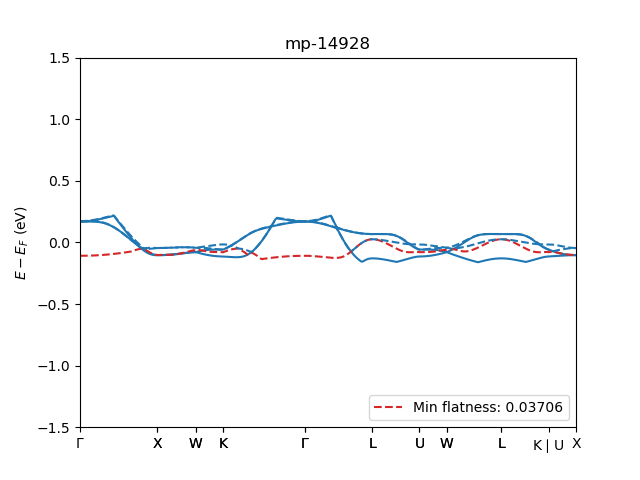 mp-14928
1.5
1.0
0.5
0.0
−0.5
−1.0
−1.5
E − E_F (eV)
Min flatness: 0.03706
Γ X W K Γ L U W L K | U X